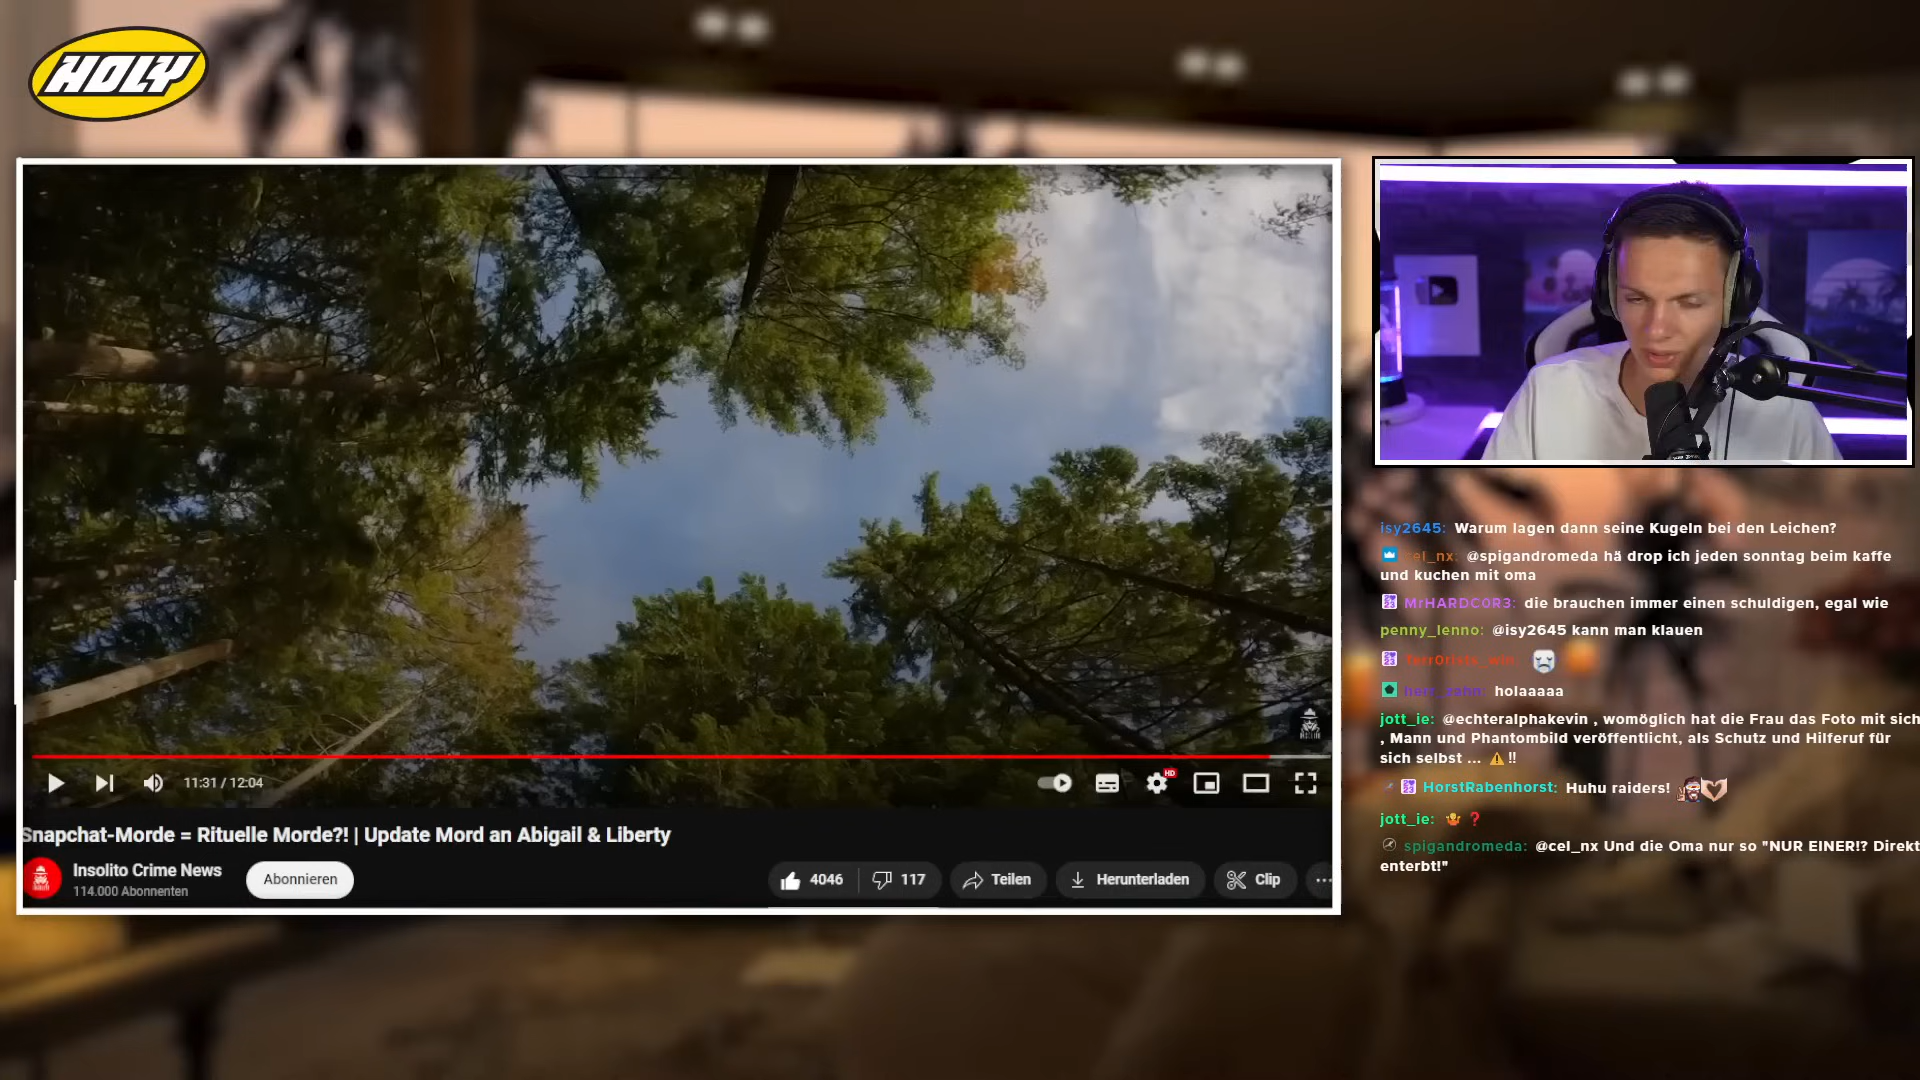 HOLY
11:31 / 12:04
HD
Snapchat-Morde = Rituelle Morde?! | Update Mord an Abigail & Liberty
Insolito Crime News
114.000 Abonnenten
Abonnieren
4046
117
Teilen
Herunterladen
Clip
isy2645: Warum lagen dann seine Kugeln bei den Leichen?
cel_nx: @spigandromeda hä drop ich jeden sonntag beim kaffe
und kuchen mit oma
MrHARDC0R3: die brauchen immer einen schuldigen, egal wie
penny_lenno: @isy2645 kann man klauen
holaaaaa
jott_ie: @echteralphakevin , womöglich hat die Frau das Foto mit sich
, Mann und Phantombild veröffentlicht, als Schutz und Hilferuf für
sich selbst ... ⚠️ ‼️
HorstRabenhorst: Huhu raiders!
jott_ie: 🤷 ❓
spigandromeda: @cel_nx Und die Oma nur so "NUR EINER!? Direkt
enterbt!"